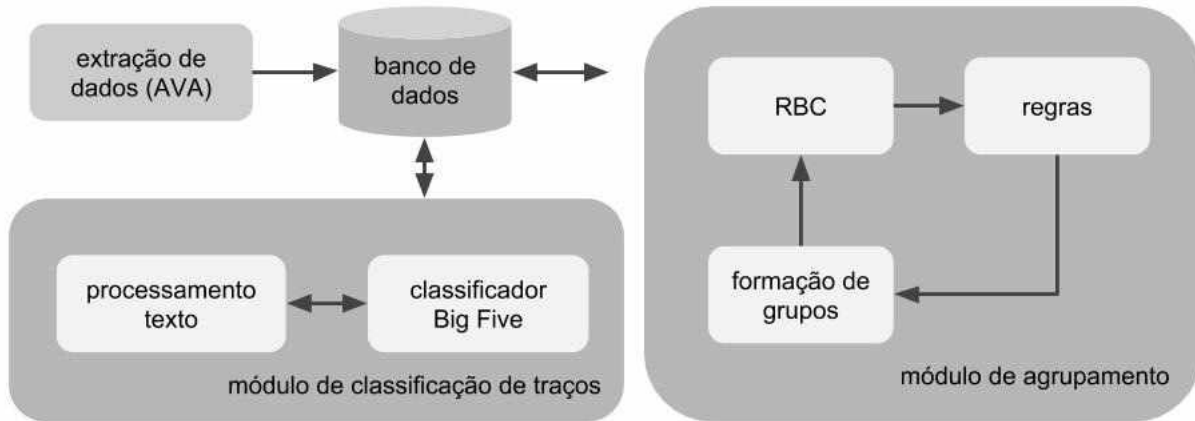 extração de
dados (AVA)
banco de
dados
RBC
regras
formação de
grupos
módulo de agrupamento
processamento
texto
classificador
Big Five
módulo de classificação de traços